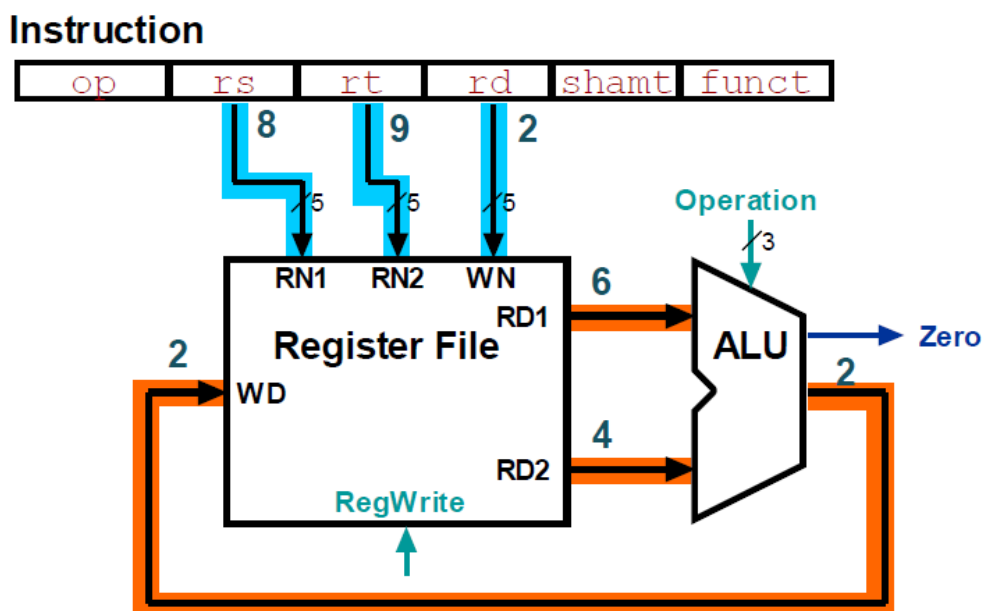 Instruction
op rs rt rd shamt funct
8 9 2
5 5 5
Operation
3
RN1 RN2 WN
RD1
6
Register File
ALU
Zero
2
WD
2
RD2
4
RegWrite